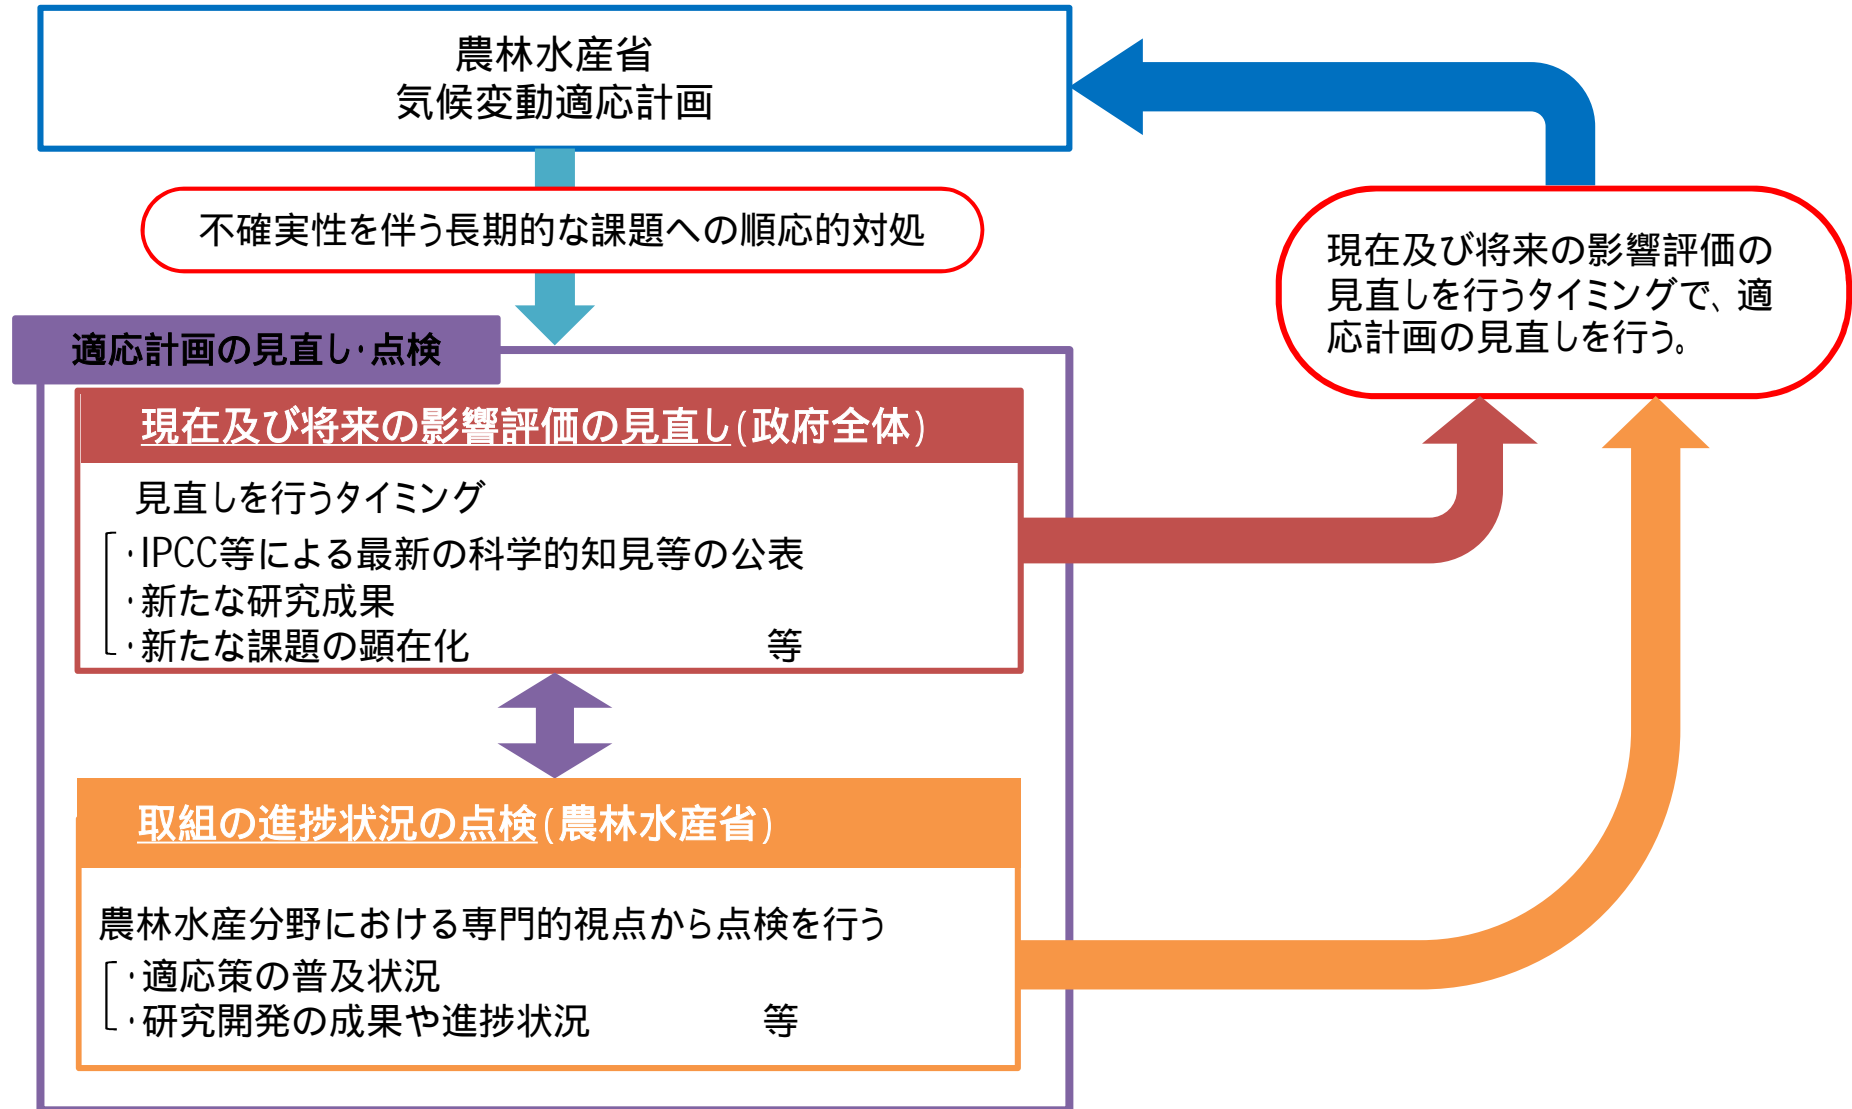 農林水産省
気候変動適応計画
不確実性を伴う長期的な課題への順応的対処
現在及び将来の影響評価の
見直しを行うタイミングで、適
応計画の見直しを行う。
適応計画の見直し・点検
現在及び将来の影響評価の見直し(政府全体)
見直しを行うタイミング
・IPCC等による最新の科学的知見等の公表
・新たな研究成果
・新たな課題の顕在化 等
取組の進捗状況の点検(農林水産省)
農林水産分野における専門的視点から点検を行う
・適応策の普及状況
・研究開発の成果や進捗状況 等